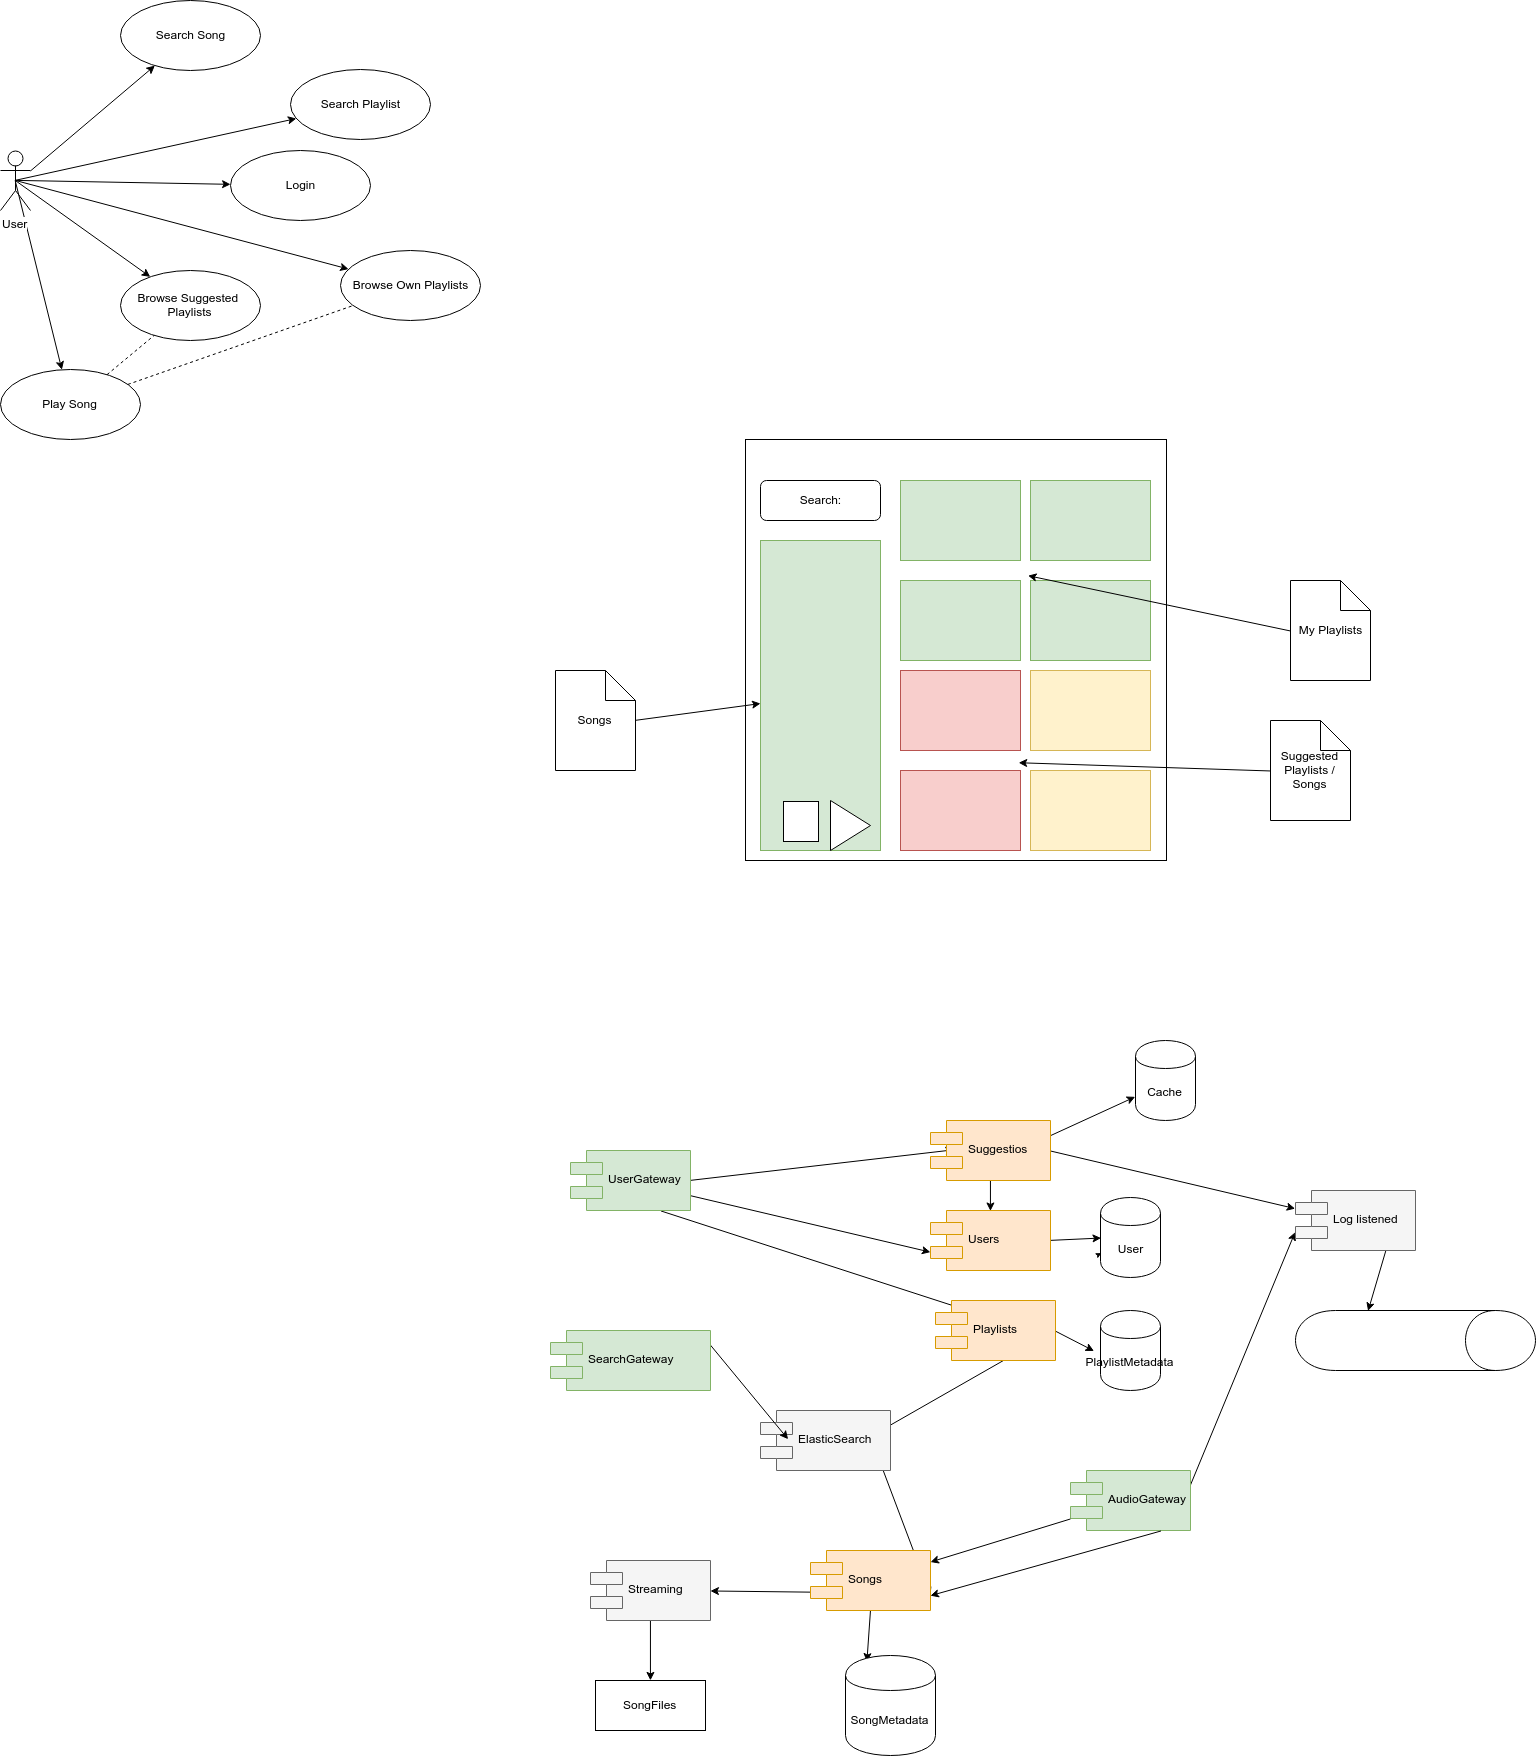 Search Song
Search Playlist
Login
User
Browse Suggested
Playlists
Browse Own Playlists
Play Song
Search:
My Playlists
Songs
Suggested
Playlists /
Songs
Cache
Suggestios
UserGateway
Log listened
Users
User
Playlists
SearchGateway
PlaylistMetadata
ElasticSearch
AudioGateway
Songs
Streaming
SongFiles
SongMetadata